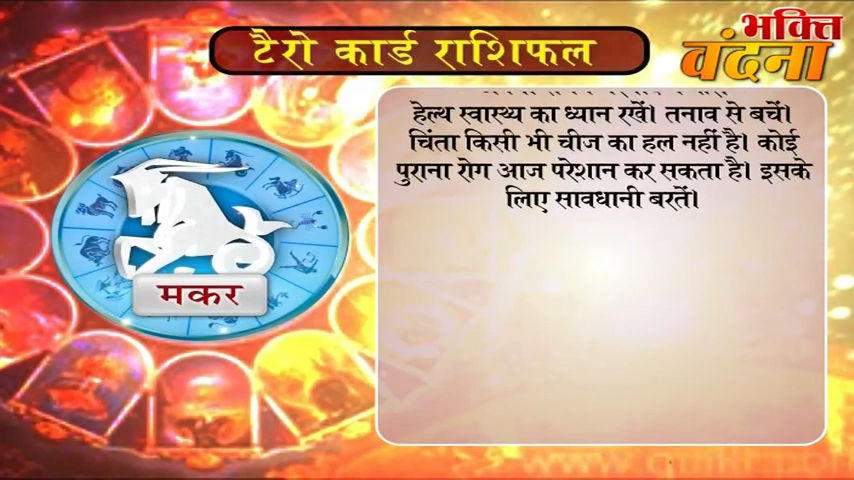 टैरो कार्ड राशिफल
भक्ति
वंदना
हेल्थ स्वास्थ्य का ध्यान रखें। तनाव से बचें।
चिंता किसी भी चीज का हल नहीं है। कोई
पुराना रोग आज परेशान कर सकता है। इसके
लिए सावधानी बरतें।
मकर